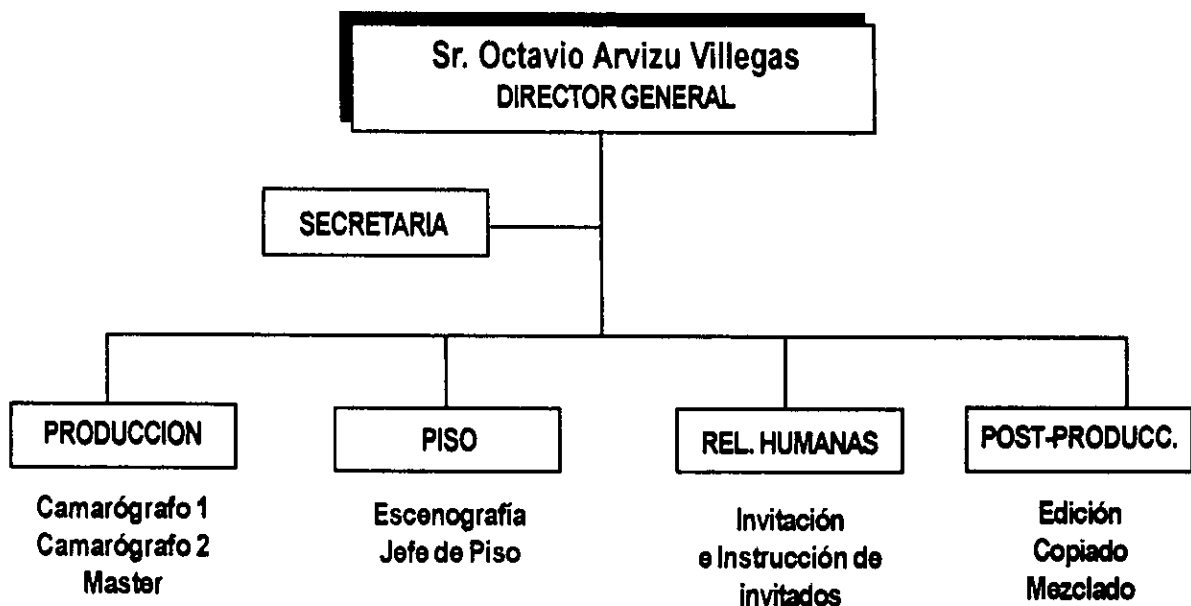 Sr. Octavio Arvizu Villegas
DIRECTOR GENERAL
SECRETARIA
PRODUCCION
Camarógrafo 1
Camarógrafo 2
Master
PISO
Escenografía
Jefe de Piso
REL. HUMANAS
Invitación
e Instrucción de
invitados
POST-PRODUCC.
Edición
Copiado
Mezclado